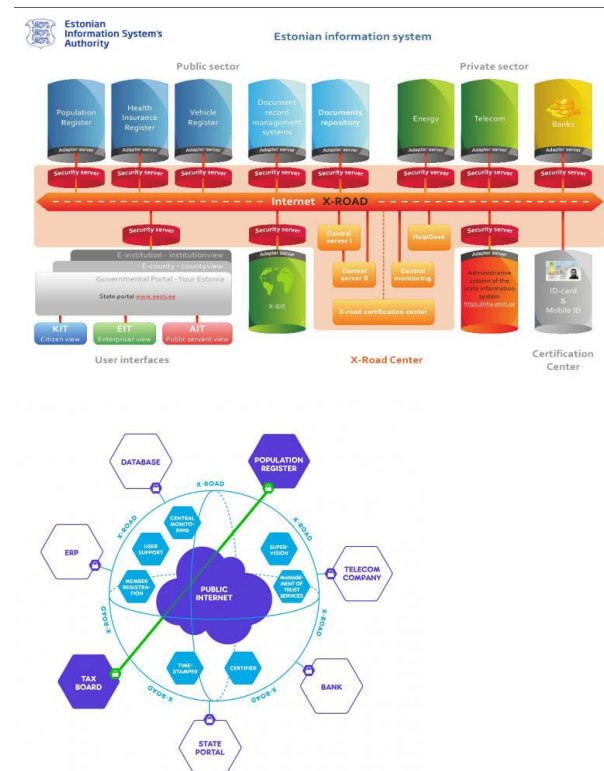 Estonian
Information System's
Authority
Estonian information system
Public sector
Private sector
Population
Register
Health
Insurance
Register
Vehicle
Register
Document
record
management
systems
Documents
repository
Energy
Telecom
Banks
Adapter server
Adapter server
Adapter server
Adapter server
Adapter server
Adapter server
Adapter server
Adapter server
Security server
Security server
Security server
Security server
Security server
Security server
Security server
Security server
Internet X-ROAD
Security server
Security server
Security server
E-institution - institutionview
E-county - countyview
Governmental Portal - Your Estonia
State portal www.eesti.ee
KIT
Citizen view
EIT
Enterpriser view
AIT
Public servant view
User interfaces
Adapter server
X-GIS
Central
server I
Central
server II
HelpDesk
Central
monitoring
X-road certification center
X-Road Center
Adapter server
Administrative
system of the
state information
system
https://riha.eesti.ee
ID-card
&
Mobile ID
Certification
Center
DATABASE
POPULATION
REGISTER
X-ROAD
X-ROAD
X-ROAD
CENTRAL
MONITO-
RING
USER
SUPPORT
SUPER-
VISION
ERP
MEMBER
REGISTRA-
TION
PUBLIC
INTERNET
MANAGE-
MENT OF
TRUST
SERVICES
TELECOM
COMPANY
X-ROAD
X-ROAD
TAX
BOARD
TIME-
STAMPER
CERTIFIER
BANK
X-ROAD
X-ROAD
STATE
PORTAL